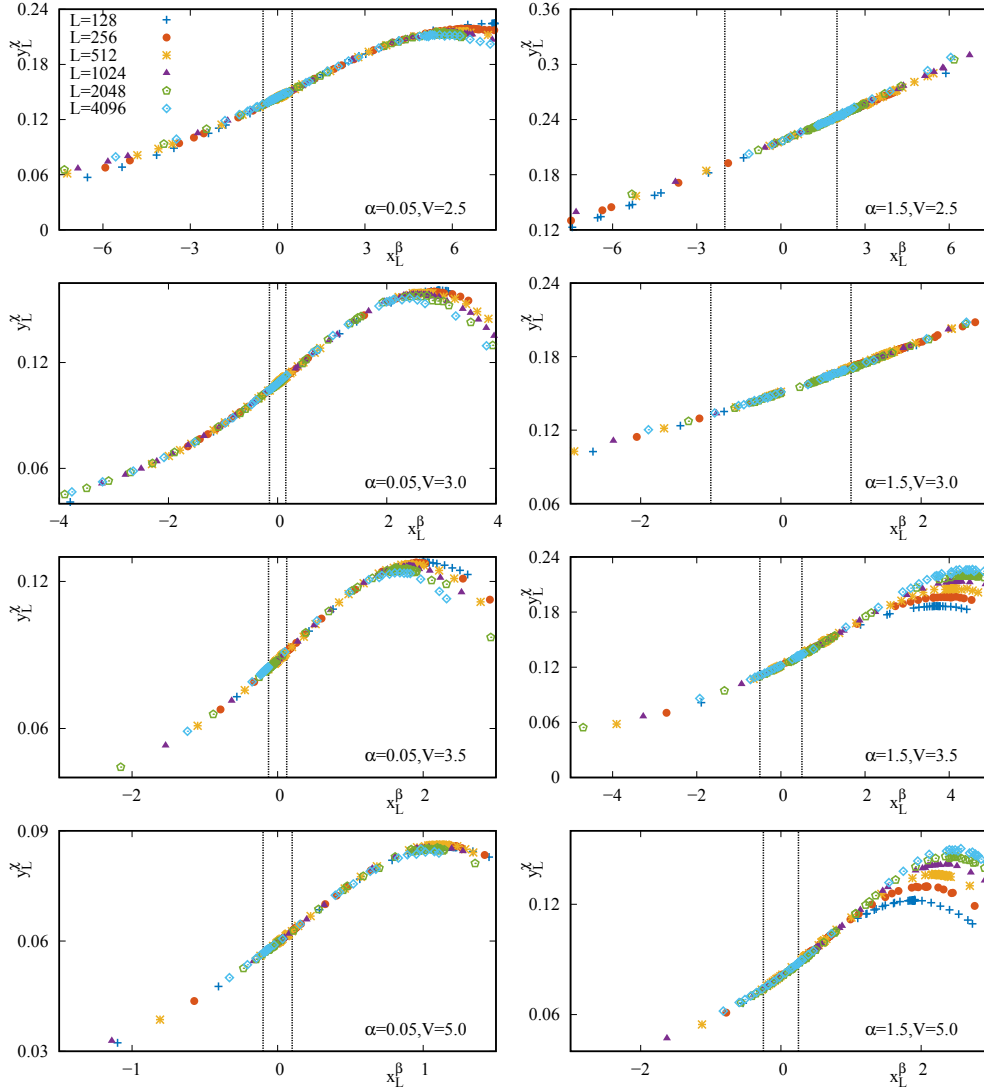 0.24
0.18
0.12
0.06
0
y_L^χ
L=128
L=256
L=512
L=1024
L=2048
L=4096
α=0.05,V=2.5
−6 −3 0 3 6
x_L^β
0.36
0.3
0.24
0.18
0.12
y_L^χ
α=1.5,V=2.5
−6 −3 0 3 6
x_L^β
0.12
0.06
y_L^χ
α=0.05,V=3.0
−4 −2 0 2 4
x_L^β
0.24
0.18
0.12
0.06
y_L^χ
α=1.5,V=3.0
−2 0 2
x_L^β
0.12
0.06
y_L^χ
α=0.05,V=3.5
−2 0 2
x_L^β
0.24
0.18
0.12
0.06
0
y_L^χ
α=1.5,V=3.5
−4 −2 0 2 4
x_L^β
0.09
0.06
0.03
y_L^χ
α=0.05,V=5.0
−1 0 1
x_L^β
0.12
0.06
y_L^χ
α=1.5,V=5.0
−2 0 2
x_L^β